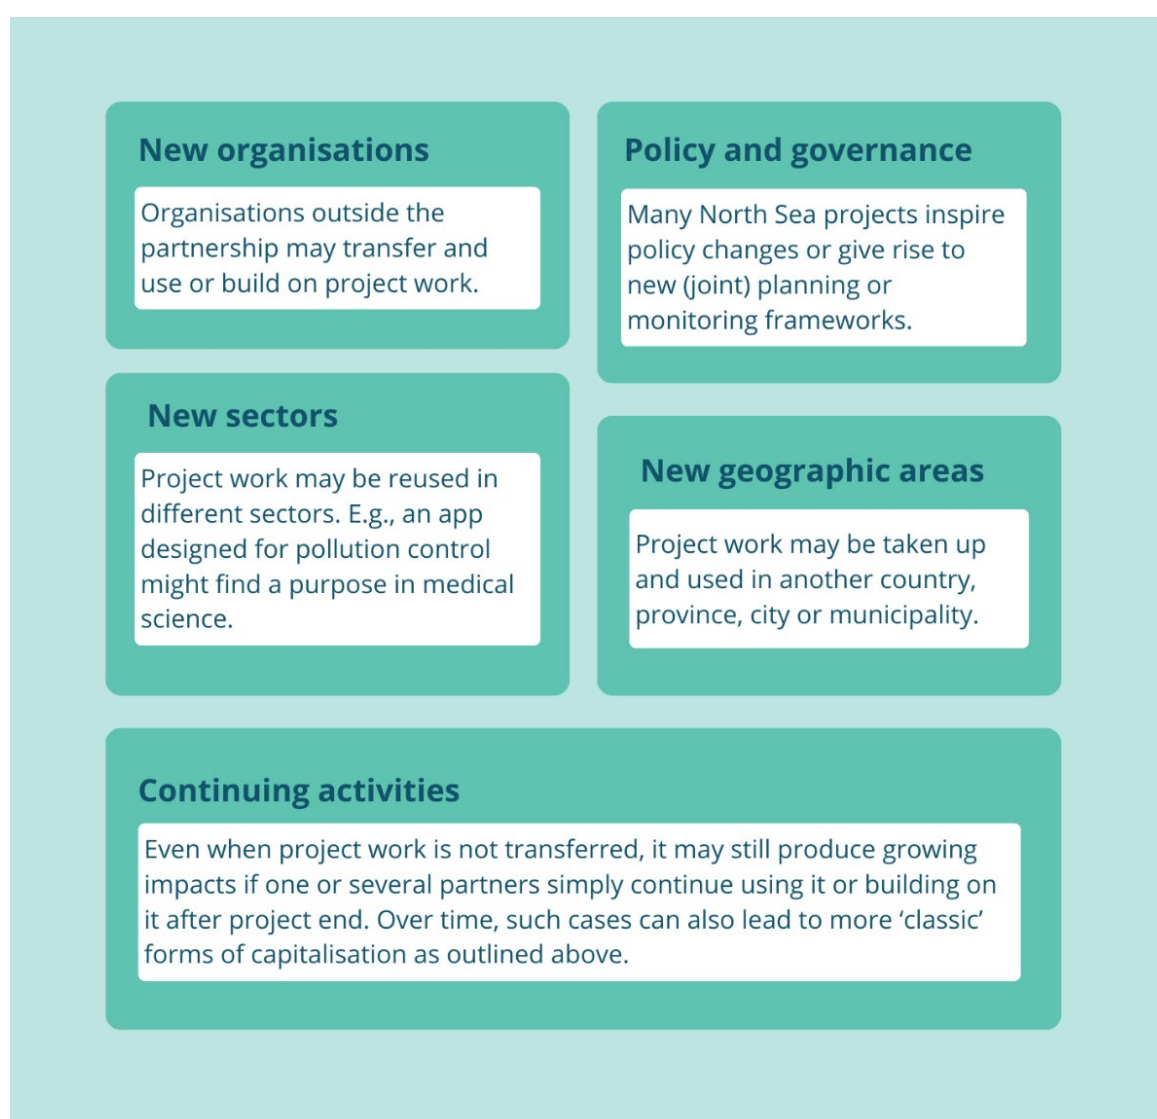 New organisations
Organisations outside the
partnership may transfer and
use or build on project work.
Policy and governance
Many North Sea projects inspire
policy changes or give rise to
new (joint) planning or
monitoring frameworks.
New sectors
Project work may be reused in
different sectors. E.g., an app
designed for pollution control
might find a purpose in medical
science.
New geographic areas
Project work may be taken up
and used in another country,
province, city or municipality.
Continuing activities
Even when project work is not transferred, it may still produce growing
impacts if one or several partners simply continue using it or building on
it after project end. Over time, such cases can also lead to more ‘classic’
forms of capitalisation as outlined above.